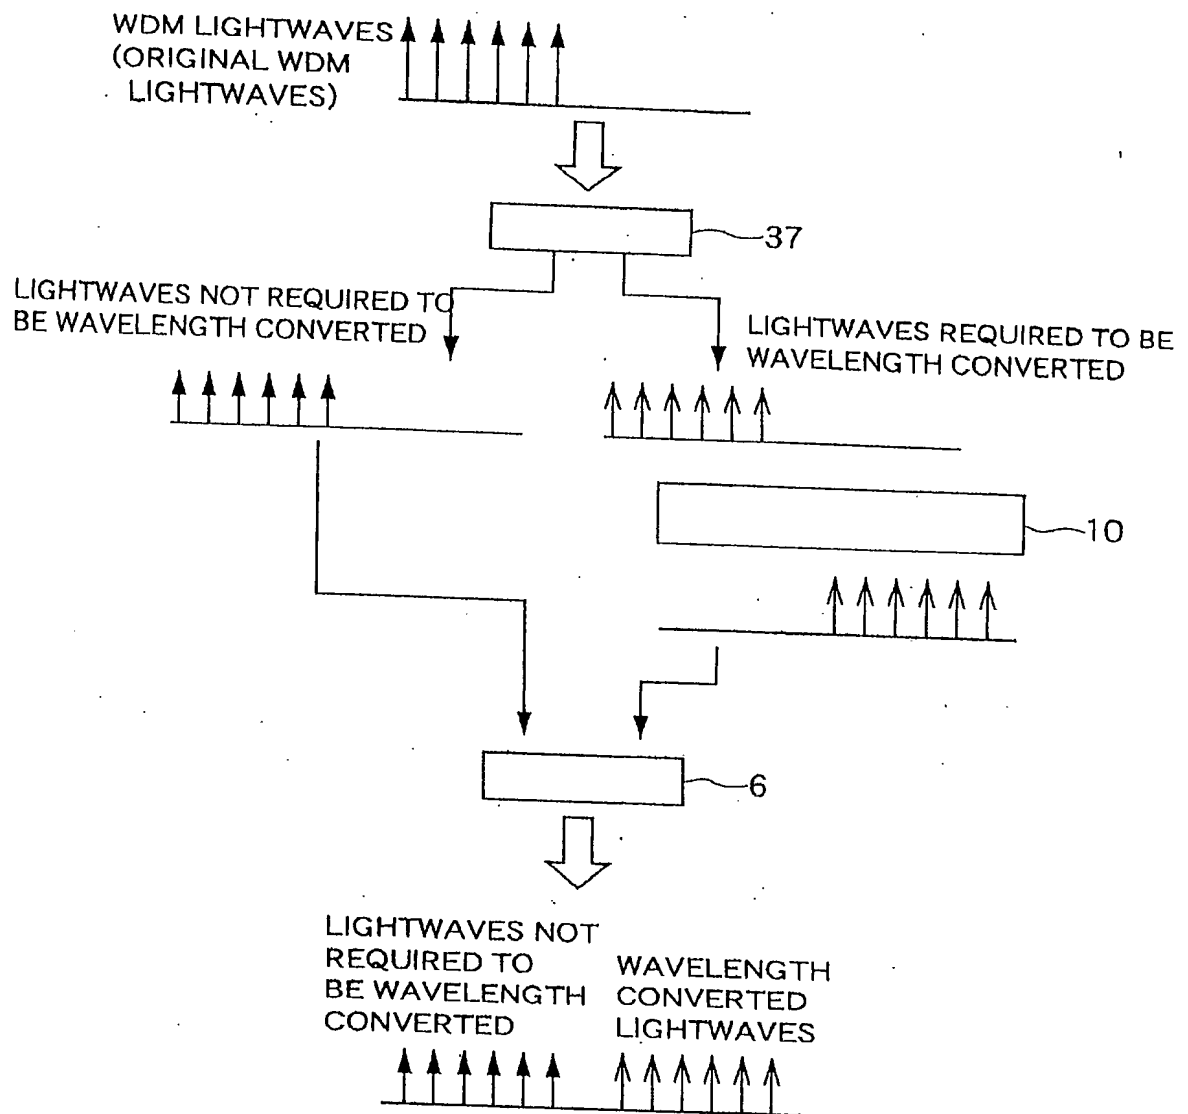 WDM LIGHTWAVES
(ORIGINAL WDM
LIGHTWAVES)
37
LIGHTWAVES NOT REQUIRED TO
BE WAVELENGTH CONVERTED
LIGHTWAVES REQUIRED TO BE
WAVELENGTH CONVERTED
10
6
LIGHTWAVES NOT
REQUIRED TO
BE WAVELENGTH
CONVERTED
WAVELENGTH
CONVERTED
LIGHTWAVES